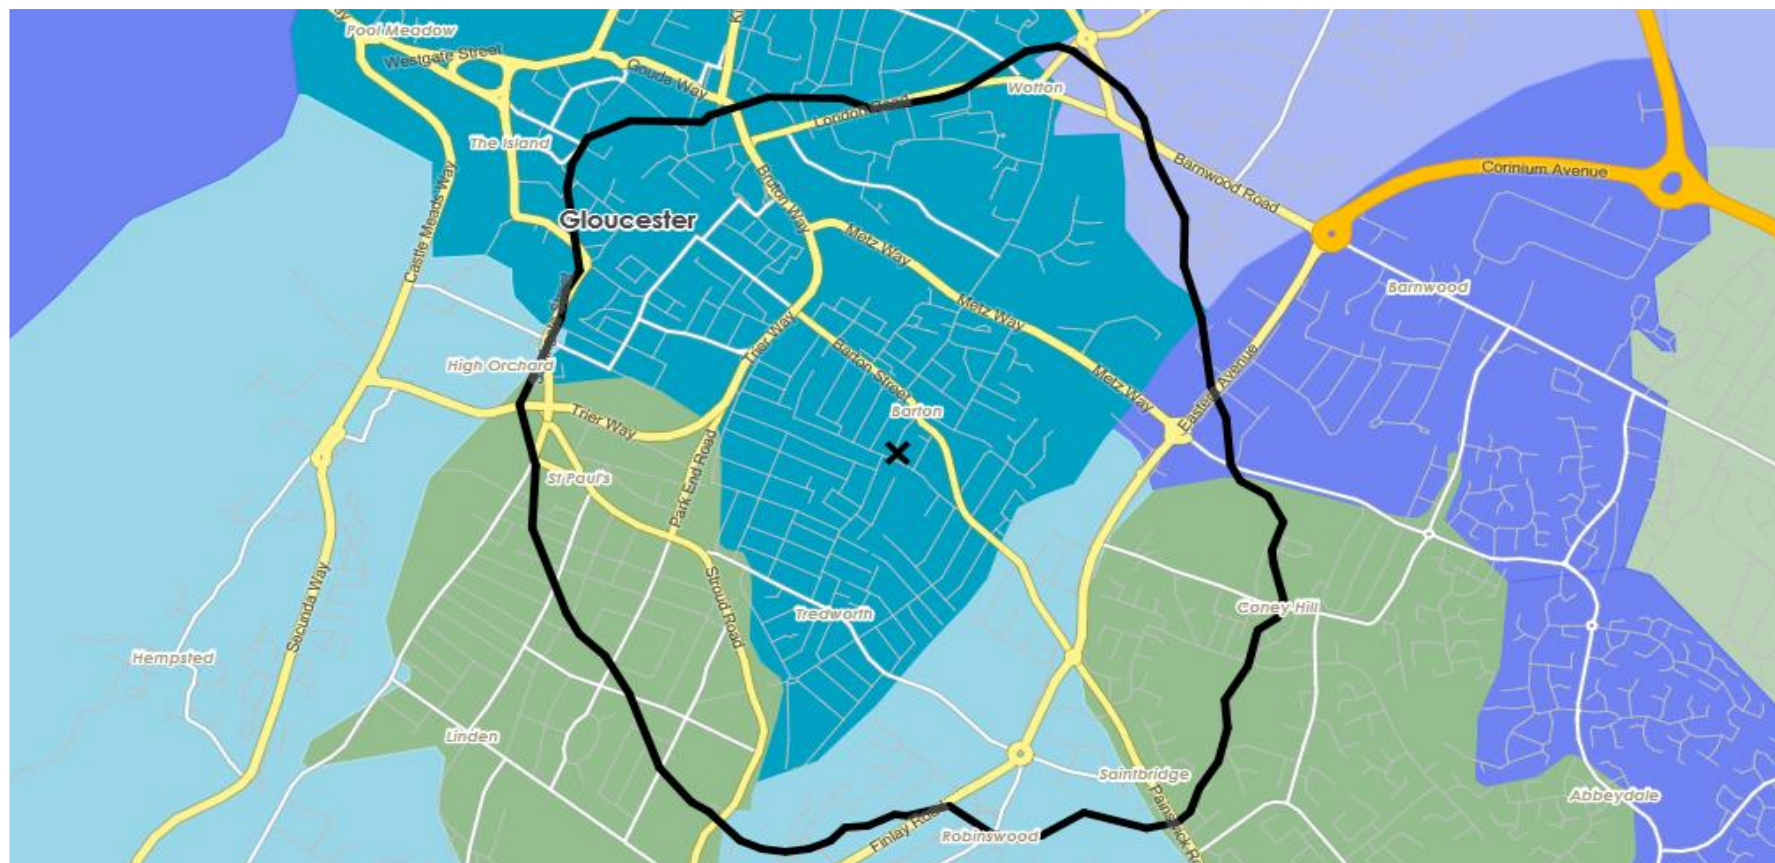 Pool Meadow
Westgate Street
Gouda Way
Wotton
London Road
The Island
Barnwood Road
Corinium Avenue
Castle Meads Way
Bruton Way
Gloucester
Metz Way
Barnwood
Metz Way
Trier Way
Barton Street
High Orchard
Eastern Avenue
Metz Way
Barton
Trier Way
St Paul's
Park End Road
Secunda Way
Stroud Road
Tredworth
Coney Hill
Hempsted
Linden
Saintbridge
Abbeydale
Finlay Road
Robinswood
Painswick Ro